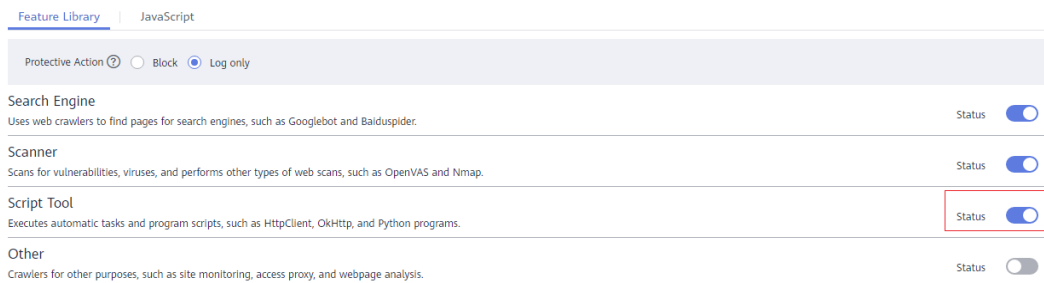 Feature Library JavaScript
Protective Action ? Block Log only
Search Engine
Uses web crawlers to find pages for search engines, such as Googlebot and Baiduspider.
Status
Scanner
Scans for vulnerabilities, viruses, and performs other types of web scans, such as OpenVAS and Nmap.
Status
Script Tool
Executes automatic tasks and program scripts, such as HttpClient, OkHttp, and Python programs.
Status
Other
Crawlers for other purposes, such as site monitoring, access proxy, and webpage analysis.
Status